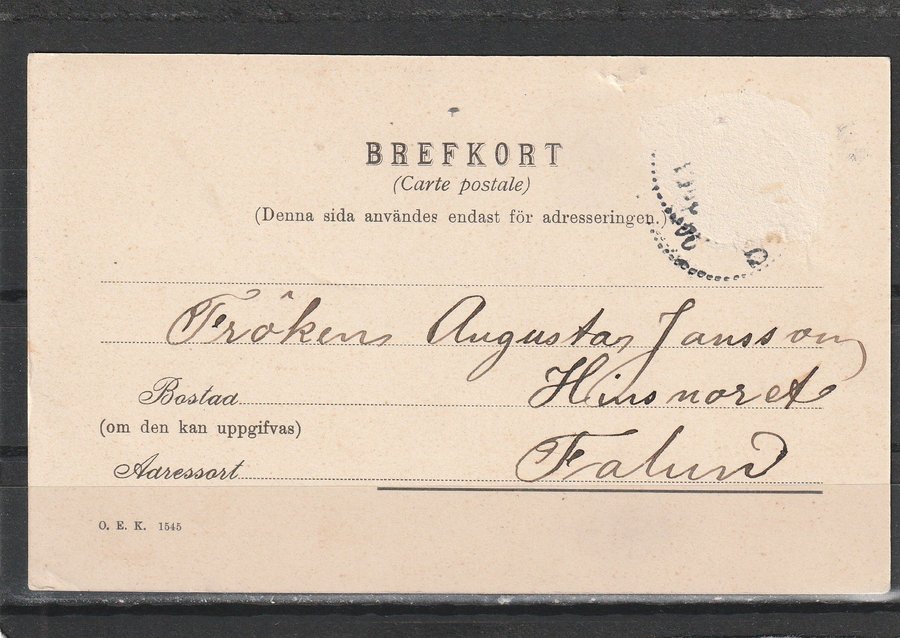 BREFKORT
(Carte postale)
(Denna sida användes endast för adresseringen.)
Fröken Augusta Jansson
Bostad Hinsnoret
(om den kan uppgifvas)
Adressort Falun
O. E. K. 1545